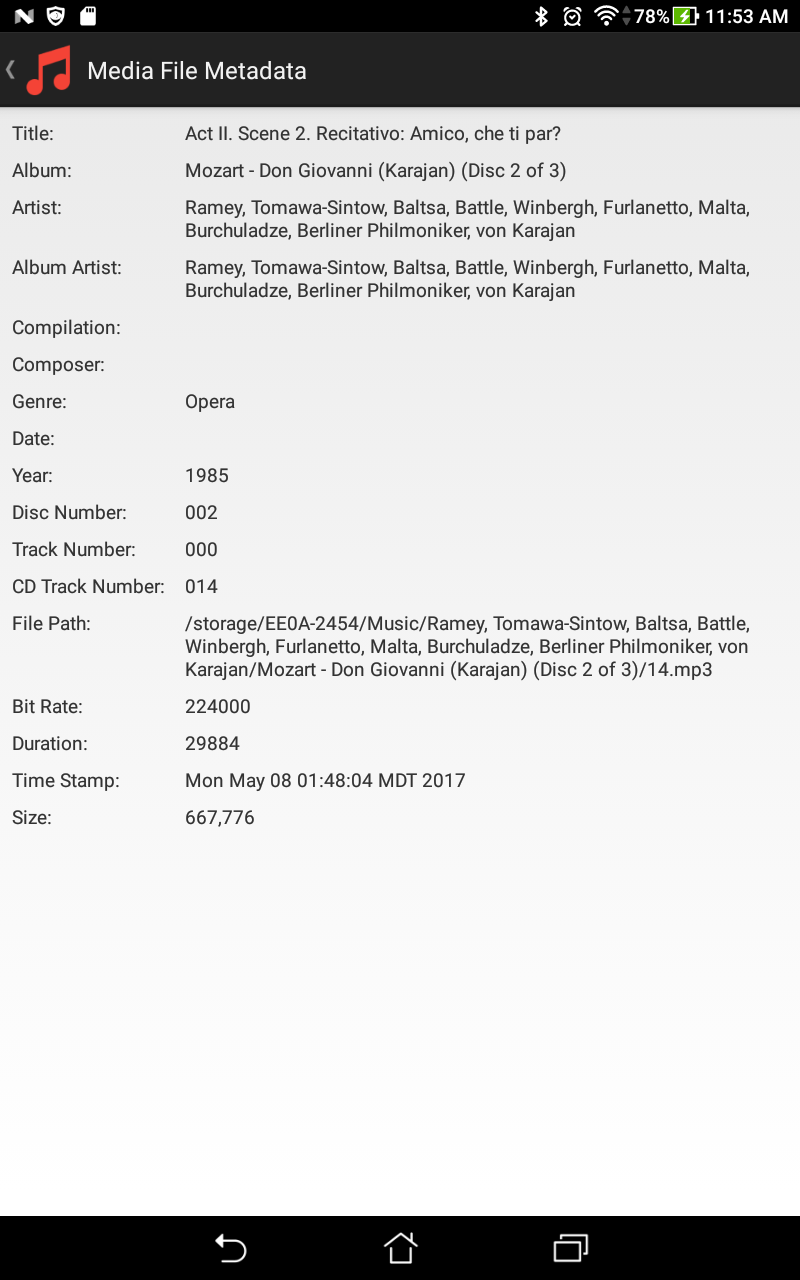 78% 11:53 AM
Media File Metadata
Title: Act II. Scene 2. Recitativo: Amico, che ti par?
Album: Mozart - Don Giovanni (Karajan) (Disc 2 of 3)
Artist: Ramey, Tomawa-Sintow, Baltsa, Battle, Winbergh, Furlanetto, Malta,
Burchuladze, Berliner Philmoniker, von Karajan
Album Artist: Ramey, Tomawa-Sintow, Baltsa, Battle, Winbergh, Furlanetto, Malta,
Burchuladze, Berliner Philmoniker, von Karajan
Compilation:
Composer:
Genre: Opera
Date:
Year: 1985
Disc Number: 002
Track Number: 000
CD Track Number: 014
File Path: /storage/EE0A-2454/Music/Ramey, Tomawa-Sintow, Baltsa, Battle,
Winbergh, Furlanetto, Malta, Burchuladze, Berliner Philmoniker, von
Karajan/Mozart - Don Giovanni (Karajan) (Disc 2 of 3)/14.mp3
Bit Rate: 224000
Duration: 29884
Time Stamp: Mon May 08 01:48:04 MDT 2017
Size: 667,776